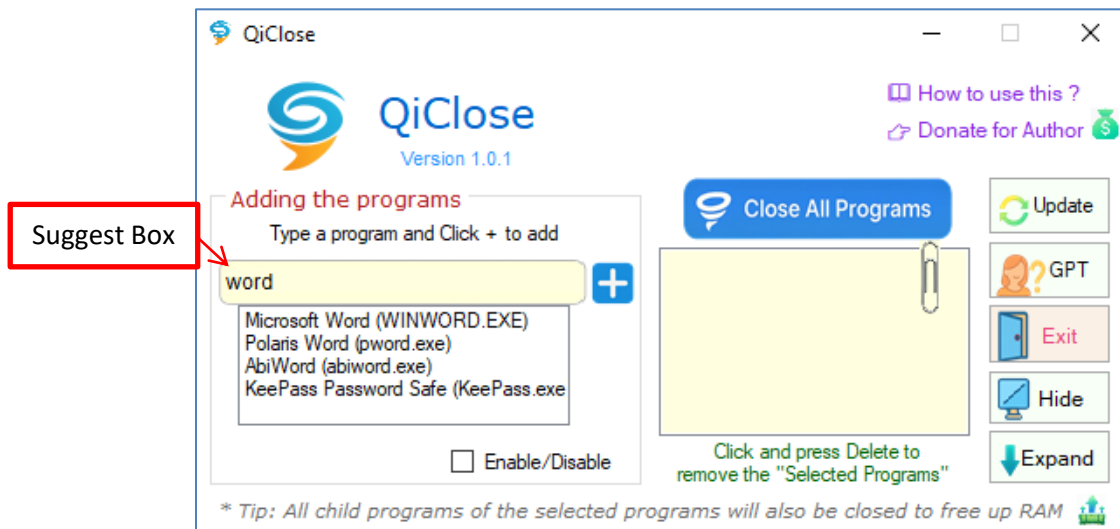 QiClose
QiClose
Version 1.0.1
How to use this ?
Donate for Author
Suggest Box
Adding the programs
Type a program and Click + to add
word
Microsoft Word (WINWORD.EXE)
Polaris Word (pword.exe)
AbiWord (abiword.exe)
KeePass Password Safe (KeePass.exe
Enable/Disable
Close All Programs
Click and press Delete to
remove the "Selected Programs"
Update
GPT
Exit
Hide
Expand
* Tip: All child programs of the selected programs will also be closed to free up RAM